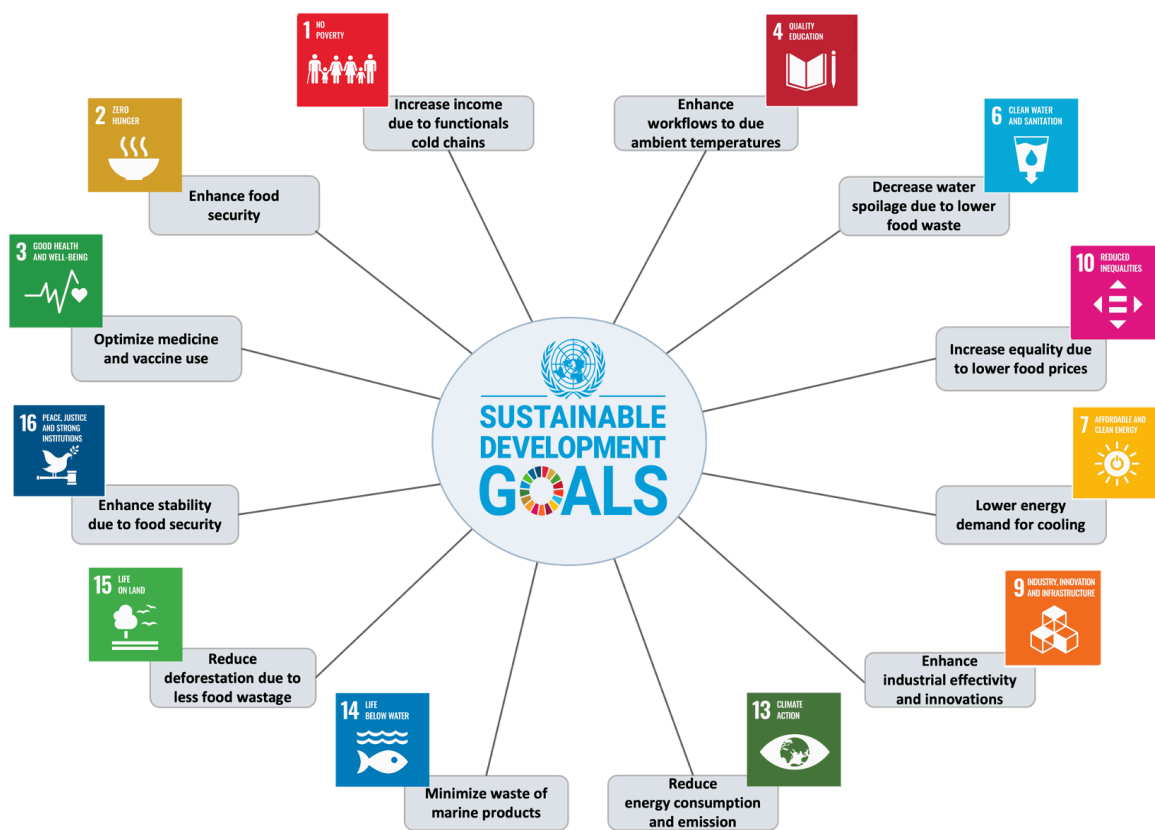 1 NO
POVERTY
Increase income
due to functionals
cold chains
4 QUALITY
EDUCATION
Enhance
workflows to due
ambient temperatures
2 ZERO
HUNGER
Enhance food
security
6 CLEAN WATER
AND SANITATION
Decrease water
spoilage due to lower
food waste
3 GOOD HEALTH
AND WELL-BEING
Optimize medicine
and vaccine use
10 REDUCED
INEQUALITIES
Increase equality due
to lower food prices
SUSTAINABLE
DEVELOPMENT
GOALS
16 PEACE, JUSTICE
AND STRONG
INSTITUTIONS
Enhance stability
due to food security
7 AFFORDABLE AND
CLEAN ENERGY
Lower energy
demand for cooling
15 LIFE
ON LAND
Reduce
deforestation due to
less food wastage
9 INDUSTRY, INNOVATION
AND INFRASTRUCTURE
Enhance
industrial effectivity
and innovations
14 LIFE
BELOW WATER
Minimize waste of
marine products
13 CLIMATE
ACTION
Reduce
energy consumption
and emission